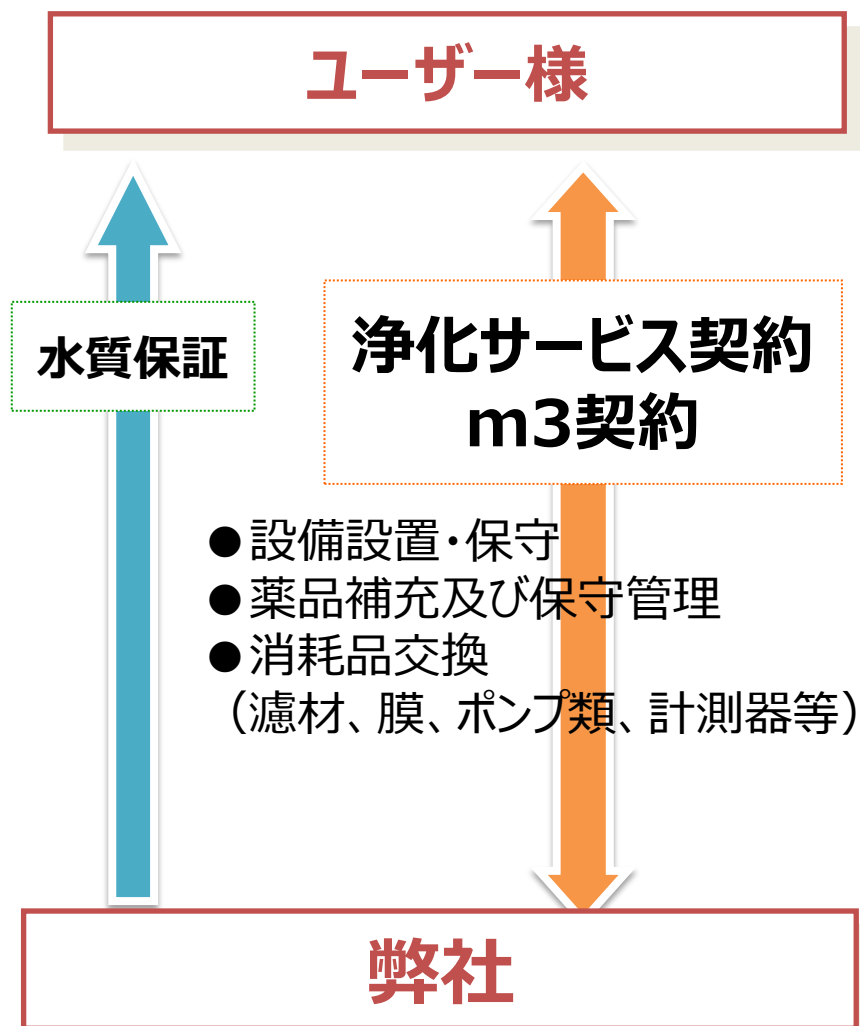 ユーザー様
水質保証
浄化サービス契約
m3契約
●設備設置・保守
●薬品補充及び保守管理
●消耗品交換
（濾材、膜、ポンプ類、計測器等）
弊社